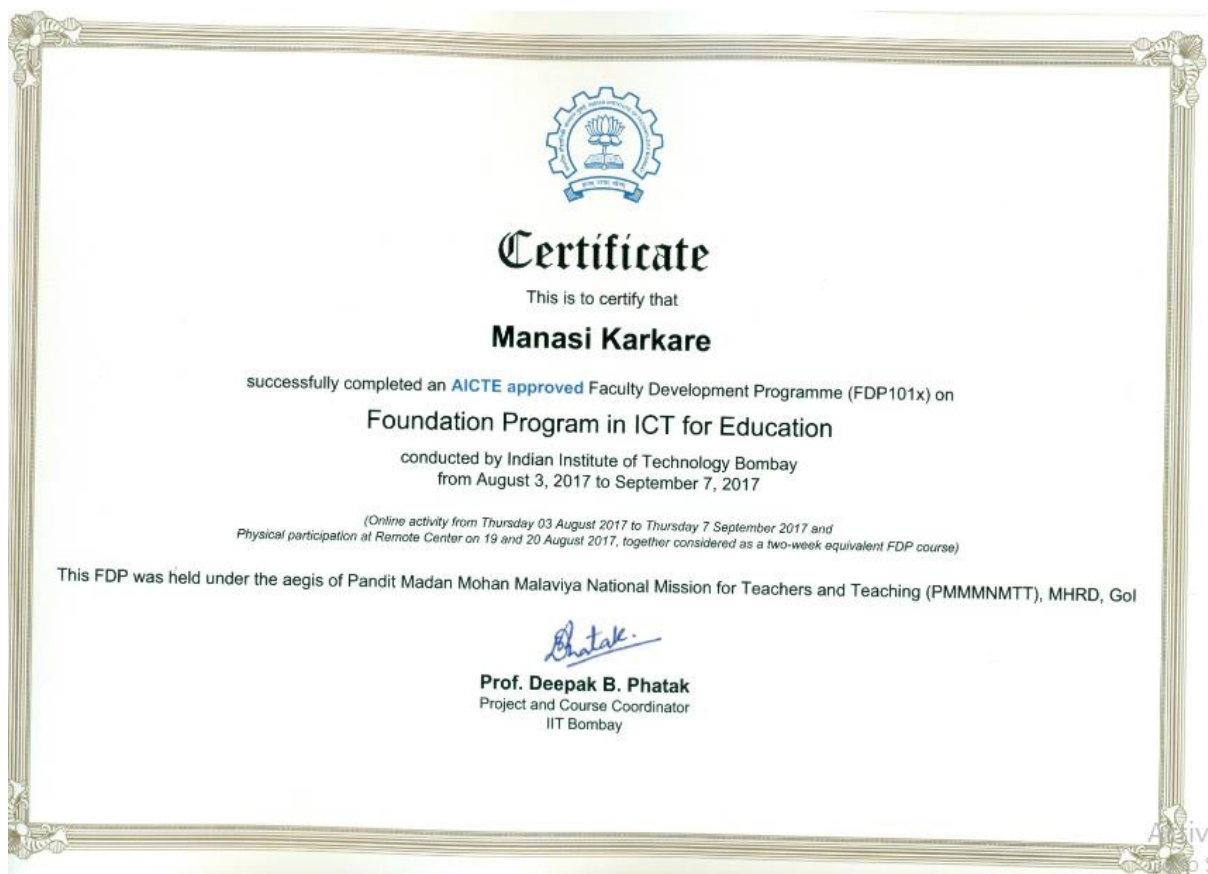 Certificate
This is to certify that
Manasi Karkare
successfully completed an AICTE approved Faculty Development Programme (FDP101x) on
Foundation Program in ICT for Education
conducted by Indian Institute of Technology Bombay
from August 3, 2017 to September 7, 2017
(Online activity from Thursday 03 August 2017 to Thursday 7 September 2017 and
Physical participation at Remote Center on 19 and 20 August 2017, together considered as a two-week equivalent FDP course)
This FDP was held under the aegis of Pandit Madan Mohan Malaviya National Mission for Teachers and Teaching (PMMMNMTT), MHRD, GoI
Phatak.
Prof. Deepak B. Phatak
Project and Course Coordinator
IIT Bombay